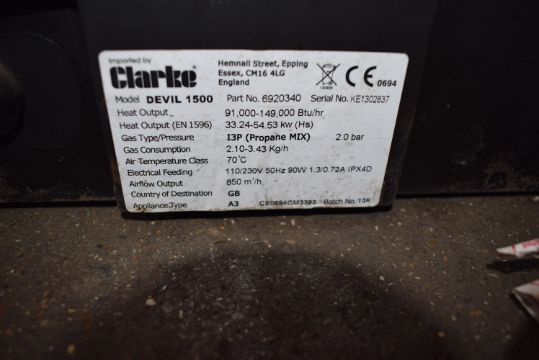 Imported by
Clarke
Hemnall Street, Epping
Essex, CM16 4LG
England
CE 0694
Model DEVIL 1500 Part No. 6920340 Serial No. KE1302837
Heat Output 91,000-149,000 Btu/hr
Heat Output (EN 1596) 33.24-54.53 kw (Hs)
Gas Type/Pressure I3P (Propane MIX) 2.0 bar
Gas Consumption 2.10-3.43 Kg/h
Air Temperature Class 70°C
Electrical Feeding 110/230V 50Hz 90W 1.3/0.72A IPX4D
Airflow Output 850 m³/h
Country of Destination GB
Appliance Type A3 CE0694CM3393 Batch No. 13K